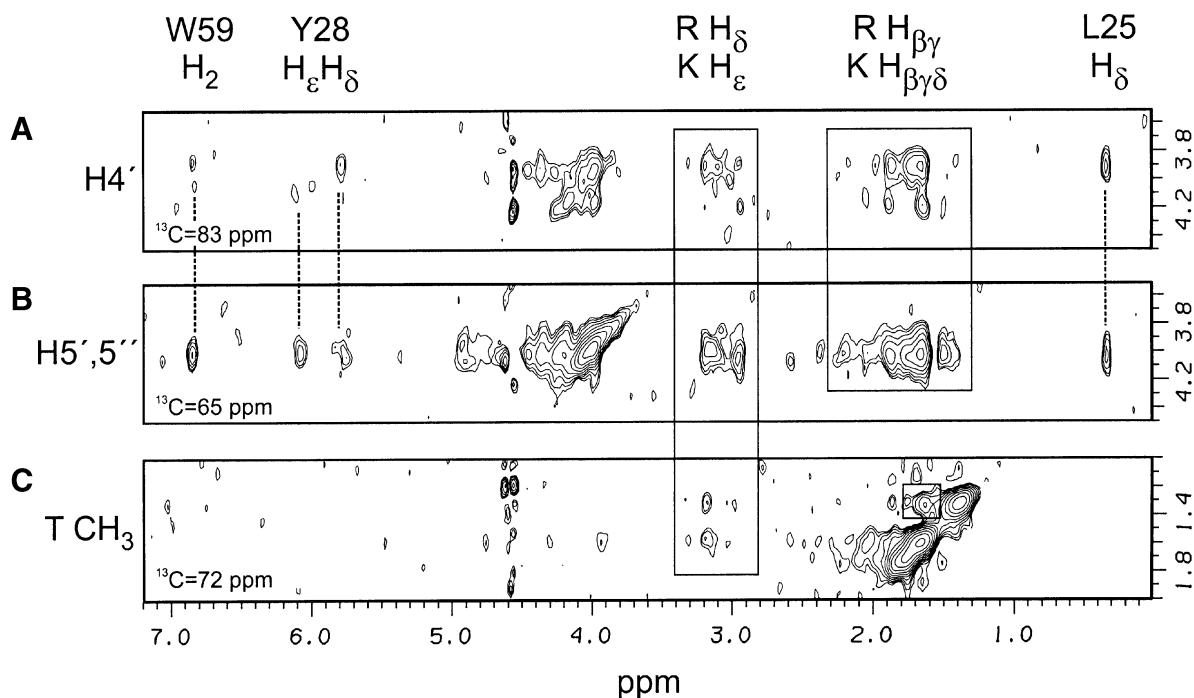 W59 Y28 R Hδ R Hβγ L25
H2 HεHδ K Hε K Hβγδ Hδ
A
H4′
¹³C=83 ppm
3.8
4.2
B
H5′,5′′
¹³C=65 ppm
3.8
4.2
C
T CH3
¹³C=72 ppm
1.4
1.8
7.0 6.0 5.0 4.0 3.0 2.0 1.0
ppm